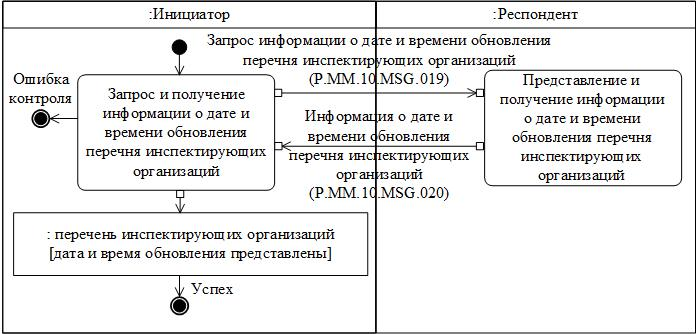 :Инициатор
:Респондент
Запрос информации о дате и времени обновления
перечня инспектирующих организаций
(P.MM.10.MSG.019)
Ошибка
контроля
Запрос и получение
информации о дате и
времени обновления
перечня инспектирующих
организаций
Информация о дате и
времени обновления
перечня инспектирующих
организаций
(P.MM.10.MSG.020)
Представление и
получение информации
о дате и времени
обновления перечня
инспектирующих
организаций
: перечень инспектирующих организаций
[дата и время обновления представлены]
Успех